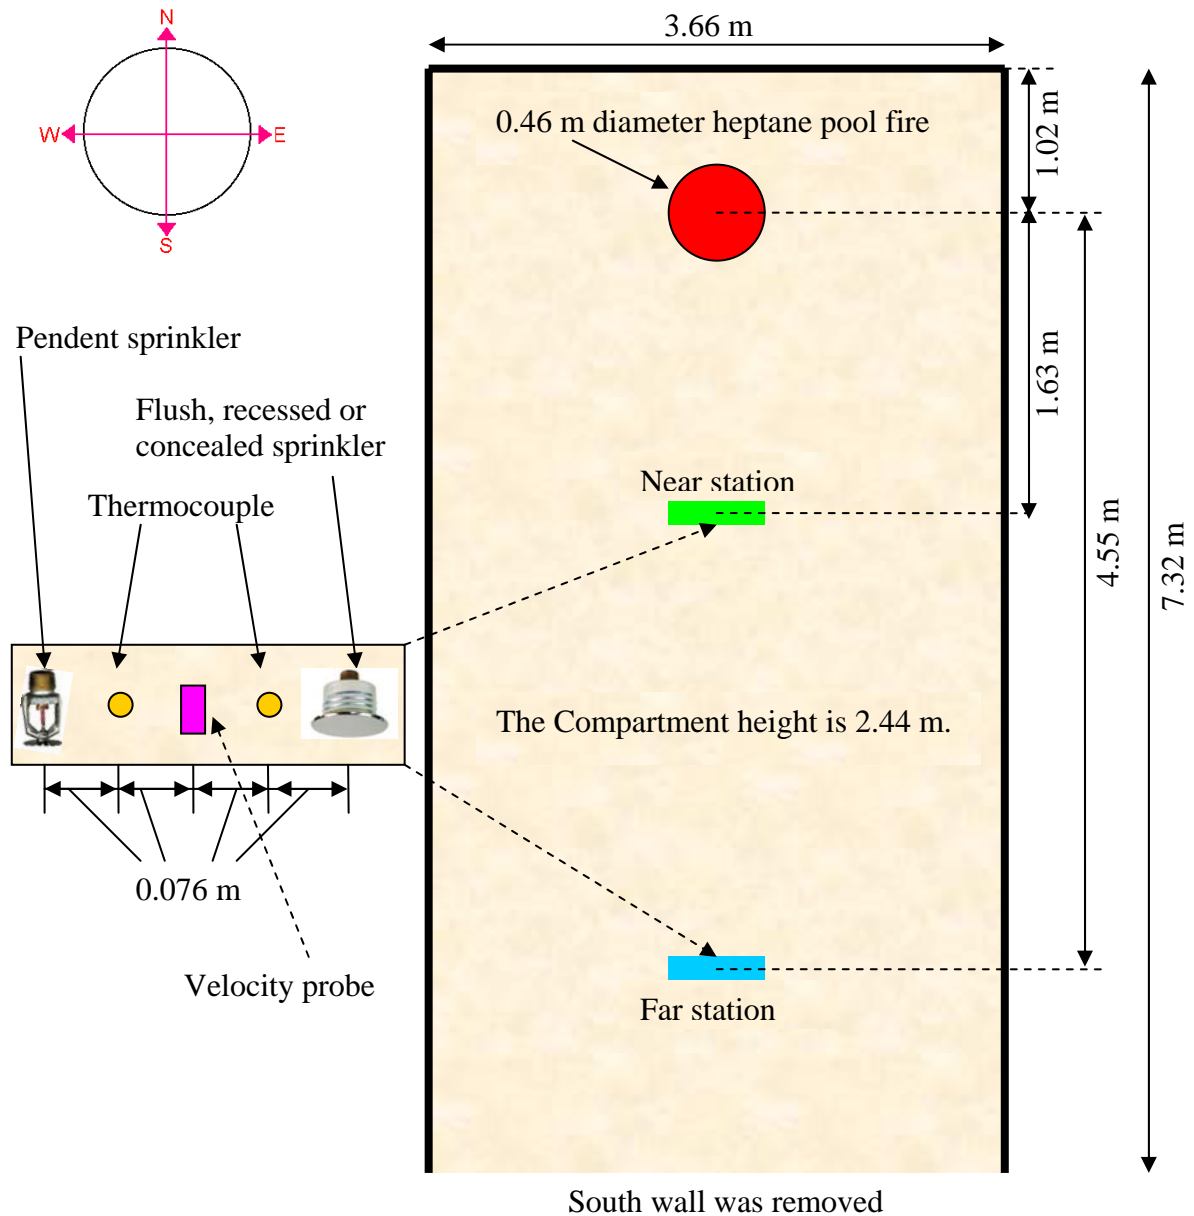 N
W
E
S
3.66 m
0.46 m diameter heptane pool fire
1.02 m
Pendent sprinkler
Flush, recessed or
concealed sprinkler
Thermocouple
1.63 m
Near station
4.55 m
7.32 m
The Compartment height is 2.44 m.
0.076 m
Velocity probe
Far station
South wall was removed